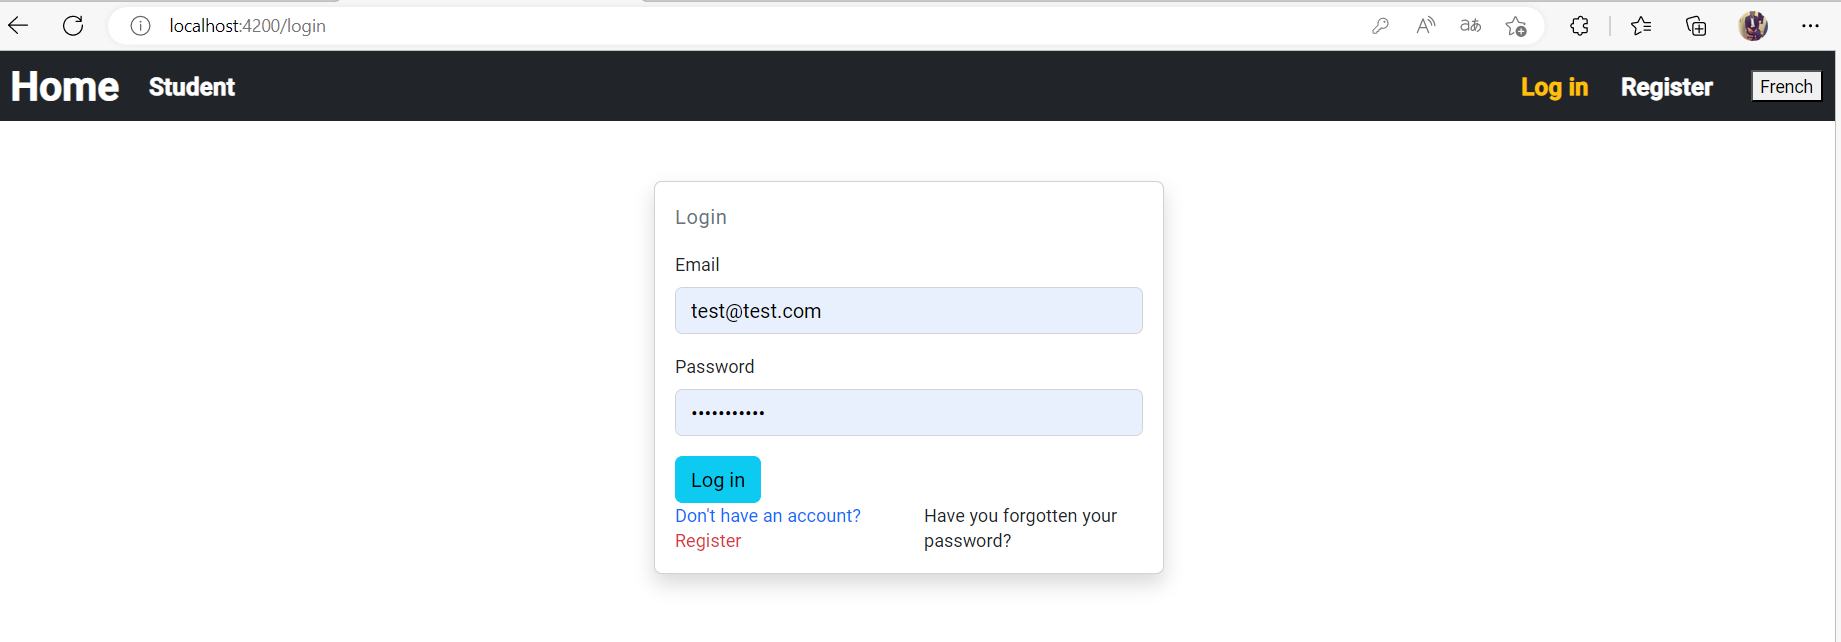 localhost:4200/login
Home Student Log in Register French
Login
Email
test@test.com
Password
•••••••••••
Log in
Don't have an account? Register
Have you forgotten your password?